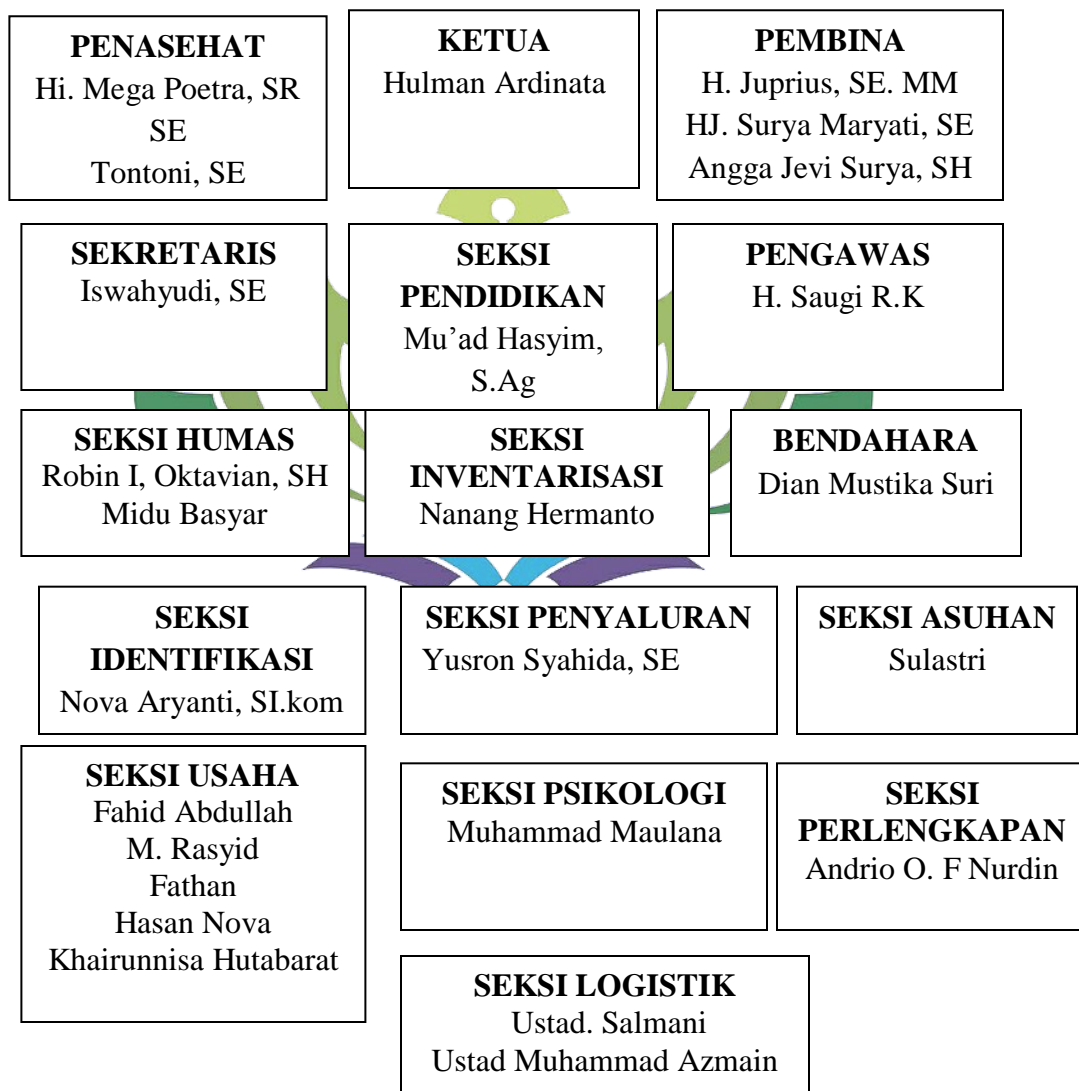 PENASEHAT
Hi. Mega Poetra, SR
SE
Tontoni, SE
KETUA
Hulman Ardinata
PEMBINA
H. Juprius, SE. MM
HJ. Surya Maryati, SE
Angga Jevi Surya, SH
SEKRETARIS
Iswahyudi, SE
SEKSI
PENDIDIKAN
Mu’ad Hasyim,
S.Ag
PENGAWAS
H. Saugi R.K
SEKSI HUMAS
Robin I, Oktavian, SH
Midu Basyar
SEKSI
INVENTARISASI
Nanang Hermanto
BENDAHARA
Dian Mustika Suri
SEKSI
IDENTIFIKASI
Nova Aryanti, SI.kom
SEKSI PENYALURAN
Yusron Syahida, SE
SEKSI ASUHAN
Sulastri
SEKSI USAHA
Fahid Abdullah
M. Rasyid
Fathan
Hasan Nova
Khairunnisa Hutabarat
SEKSI PSIKOLOGI
Muhammad Maulana
SEKSI
PERLENGKAPAN
Andrio O. F Nurdin
SEKSI LOGISTIK
Ustad. Salmani
Ustad Muhammad Azmain